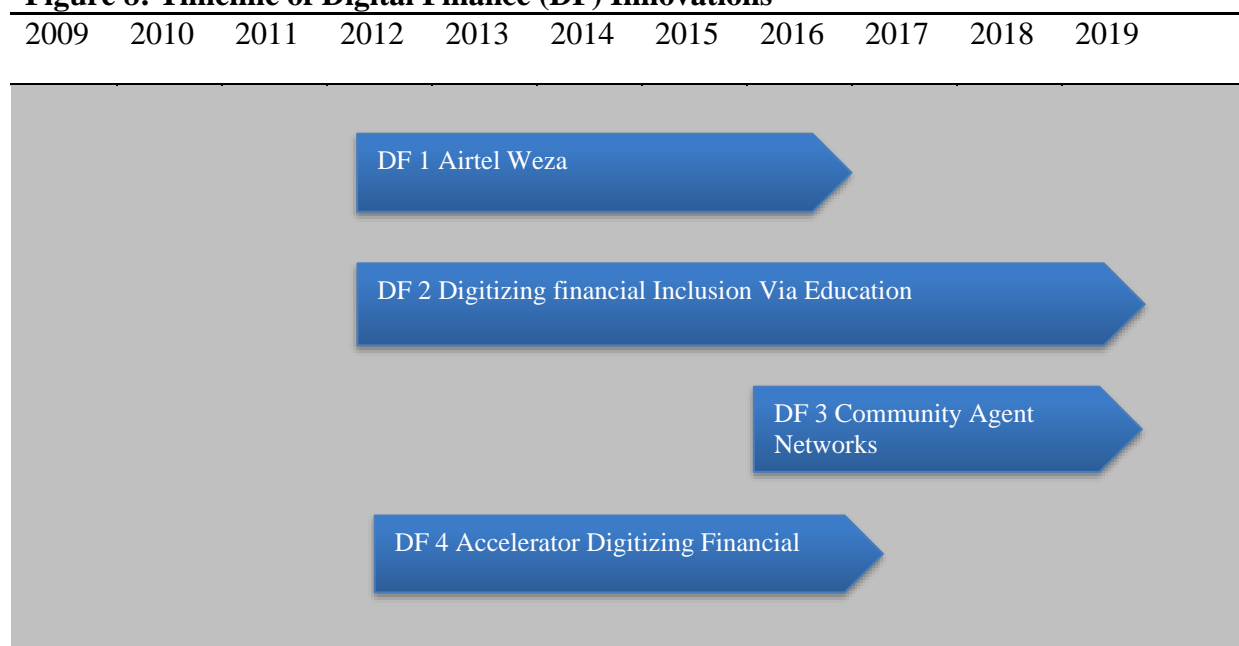 Figure 8: Timeline of Digital Finance (DF) Innovations
2009 2010 2011 2012 2013 2014 2015 2016 2017 2018 2019
DF 1 Airtel Weza
DF 2 Digitizing financial Inclusion Via Education
DF 3 Community Agent
Networks
DF 4 Accelerator Digitizing Financial